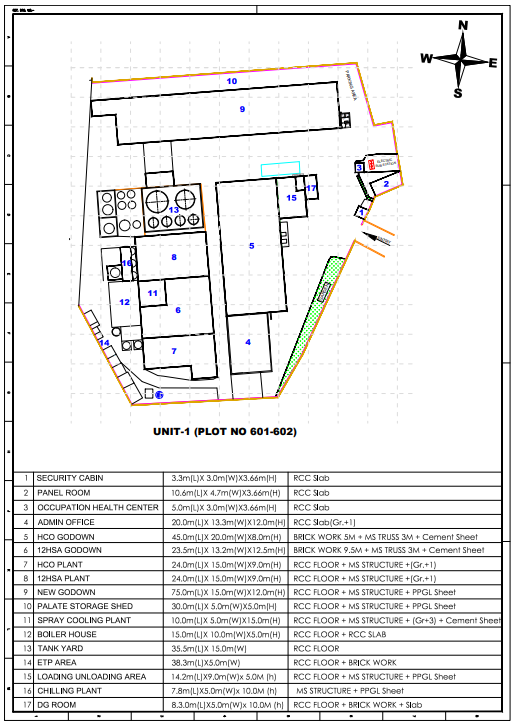 N
W E
S
10
PARKING AREA
9
3
ELECTRIC
2
17
15
1
ENTRY
13
5
8
16
11
12
6
14
4
7
UNIT-1 (PLOT NO 601-602)
1 SECURITY CABIN 3.3m(L)X 3.0m(W)X3.66m(H) RCC Slab
2 PANEL ROOM 10.6m(L)X 4.7m(W)X3.66m(H) RCC Slab
3 OCCUPATION HEALTH CENTER 5.0m(L)X 3.0m(W)X3.66m(H) RCC Slab
4 ADMIN OFFICE 20.0m(L)X 13.3m(W)X12.0m(H) RCC Slab(Gr.+1)
5 HCO GODOWN 45.0m(L)X 20.0m(W)X8.0m(H) BRICK WORK 5M + MS TRUSS 3M + Cement Sheet
6 12HSA GODOWN 23.5m(L)X 13.2m(W)X12.5m(H) BRICK WORK 9.5M + MS TRUSS 3M + Cement Sheet
7 HCO PLANT 24.0m(L)X 15.0m(W)X9.0m(H) RCC FLOOR + MS STRUCTURE +(Gr.+1)
8 12HSA PLANT 24.0m(L)X 15.0m(W)X9.0m(H) RCC FLOOR + MS STRUCTURE +(Gr.+1)
9 NEW GODOWN 75.0m(L)X 15.0m(W)X12.0m(H) RCC FLOOR + MS STRUCTURE + PPGL Sheet
10 PALATE STORAGE SHED 30.0m(L)X 5.0m(W)X5.0m(H) RCC FLOOR + MS STRUCTURE + PPGL Sheet
11 SPRAY COOLING PLANT 10.0m(L)X 5.0m(W)X15.0m(H) RCC FLOOR + MS STRUCTURE + (Gr+3) + Cement Sheet
12 BOILER HOUSE 15.0m(L)X 10.0m(W)X5.0m(H) RCC FLOOR + RCC SLAB
13 TANK YARD 35.5m(L)X 15.0m(W) RCC FLOOR
14 ETP AREA 38.3m(L)X5.0m(W) RCC FLOOR + BRICK WORK
15 LOADING UNLOADING AREA 14.2m(L)X9.0m(W)x 5.0M (h) RCC FLOOR + MS STRUCTURE + PPGL Sheet
16 CHILLING PLANT 7.8m(L)X5.0m(W)x 10.0M (h) MS STRUCTURE + PPGL Sheet
17 DG ROOM 8.3.0m(L)X5.0m(W)x 10.0M (h) RCC FLOOR + BRICK WORK + Slab